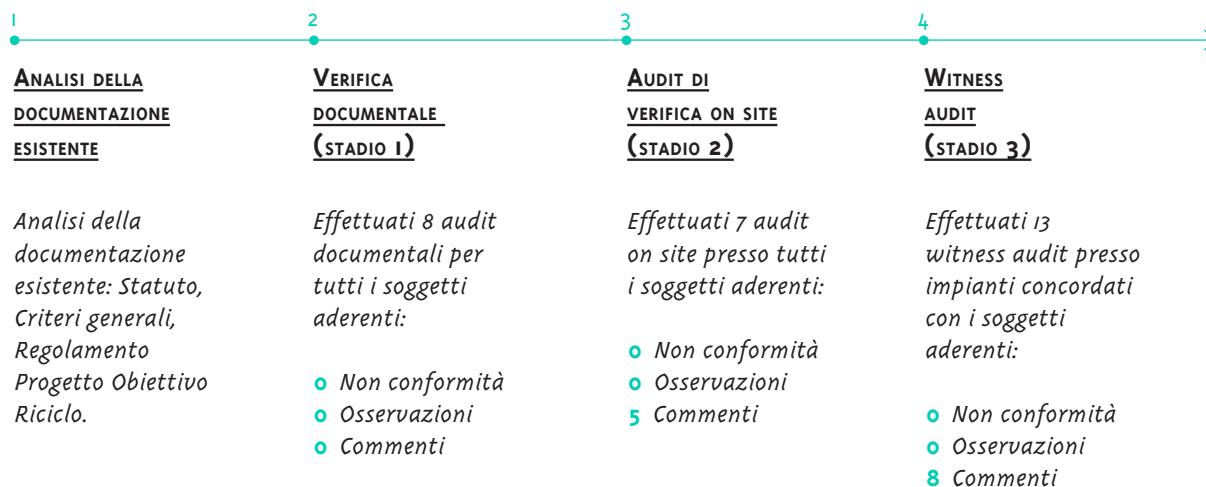 1
2
3
4
Analisi della
documentazione
esistente
Verifica
documentale
(stadio 1)
Audit di
verifica on site
(stadio 2)
Witness
audit
(stadio 3)
Analisi della
documentazione
esistente: Statuto,
Criteri generali,
Regolamento
Progetto Obiettivo
Riciclo.
Effettuati 8 audit
documentali per
tutti i soggetti
aderenti:
0 Non conformità
0 Osservazioni
0 Commenti
Effettuati 7 audit
on site presso tutti
i soggetti aderenti:
0 Non conformità
0 Osservazioni
5 Commenti
Effettuati 13
witness audit presso
impianti concordati
con i soggetti
aderenti:
0 Non conformità
0 Osservazioni
8 Commenti